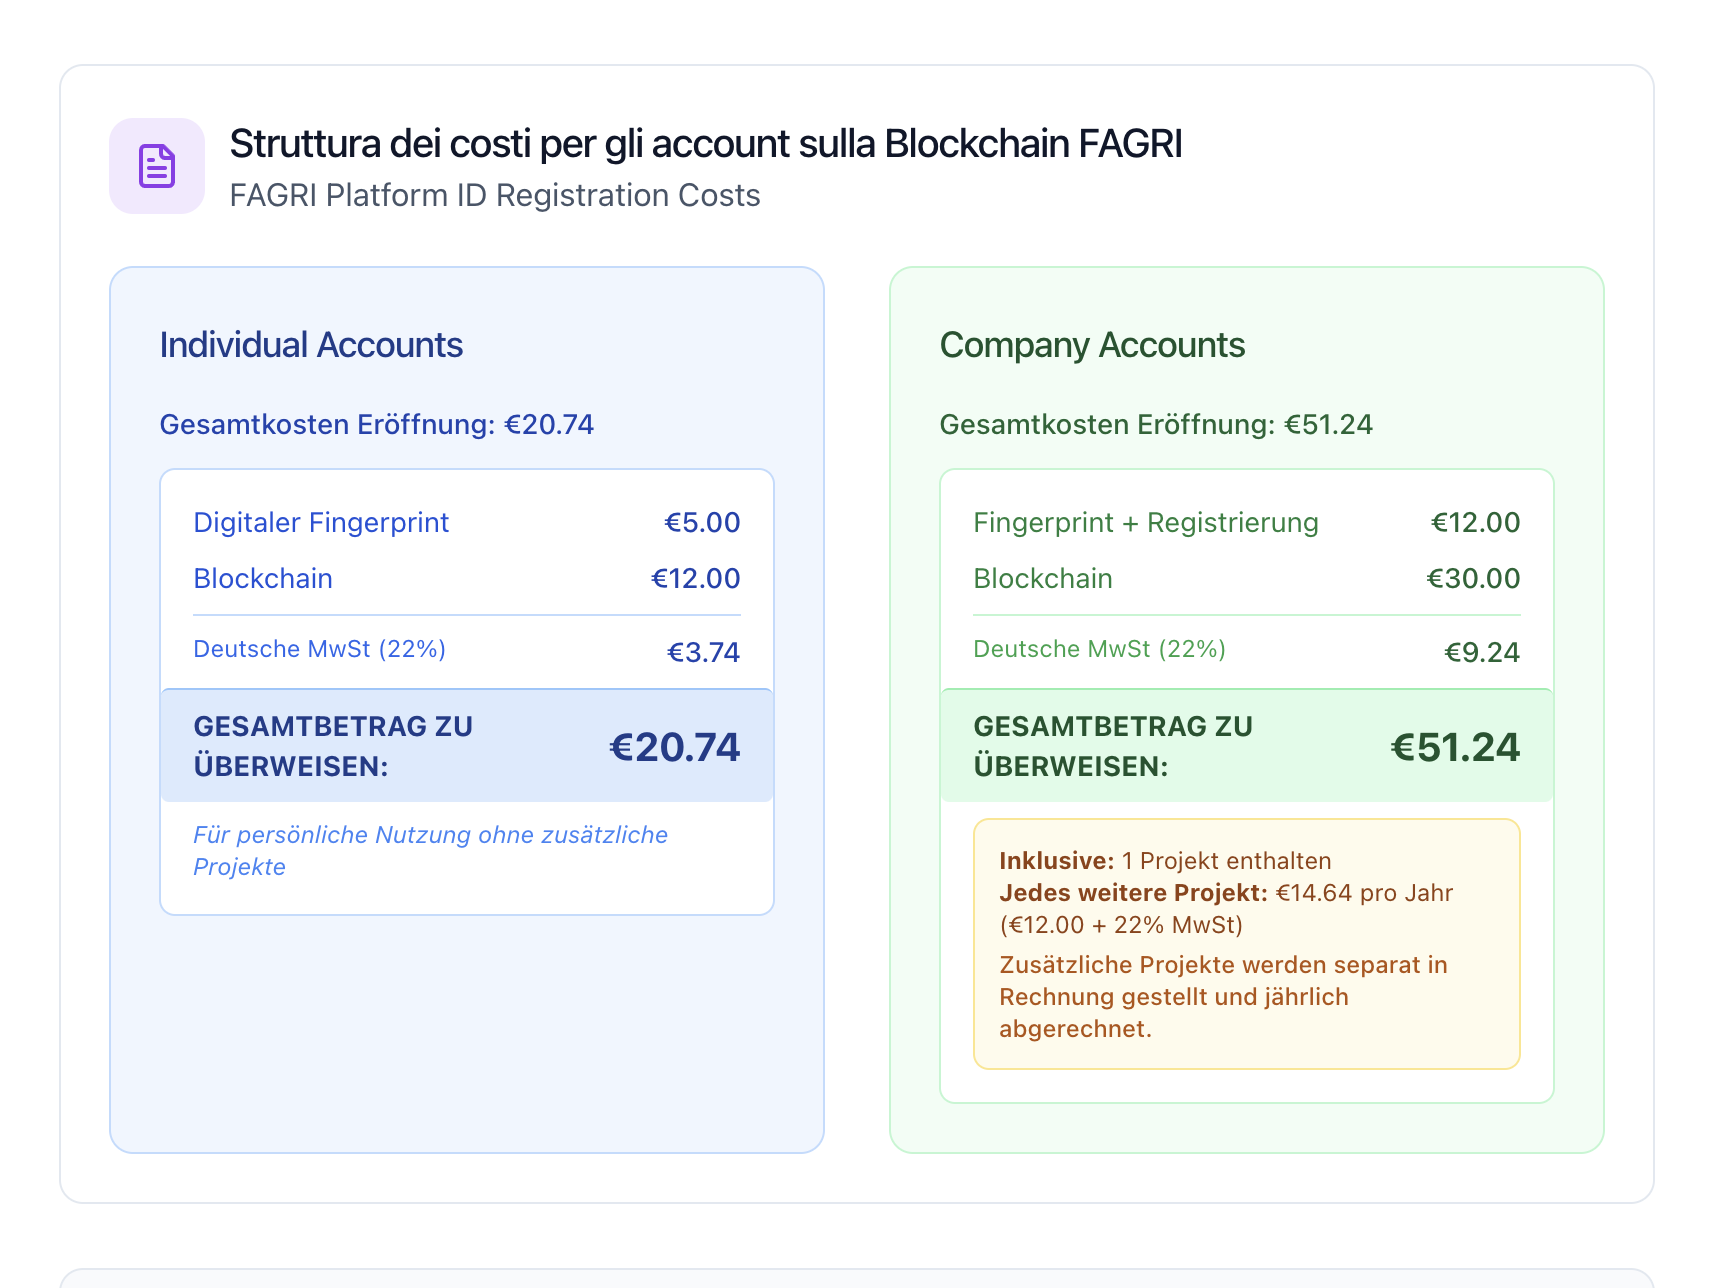 Struttura dei costi per gli account sulla Blockchain FAGRI
FAGRI Platform ID Registration Costs
Individual Accounts
Gesamtkosten Eröffnung: €20.74
Digitaler Fingerprint €5.00
Blockchain €12.00
Deutsche MwSt (22%) €3.74
GESAMTBETRAG ZU
ÜBERWEISEN: €20.74
Für persönliche Nutzung ohne zusätzliche
Projekte
Company Accounts
Gesamtkosten Eröffnung: €51.24
Fingerprint + Registrierung €12.00
Blockchain €30.00
Deutsche MwSt (22%) €9.24
GESAMTBETRAG ZU
ÜBERWEISEN: €51.24
Inklusive: 1 Projekt enthalten
Jedes weitere Projekt: €14.64 pro Jahr
(€12.00 + 22% MwSt)
Zusätzliche Projekte werden separat in
Rechnung gestellt und jährlich
abgerechnet.